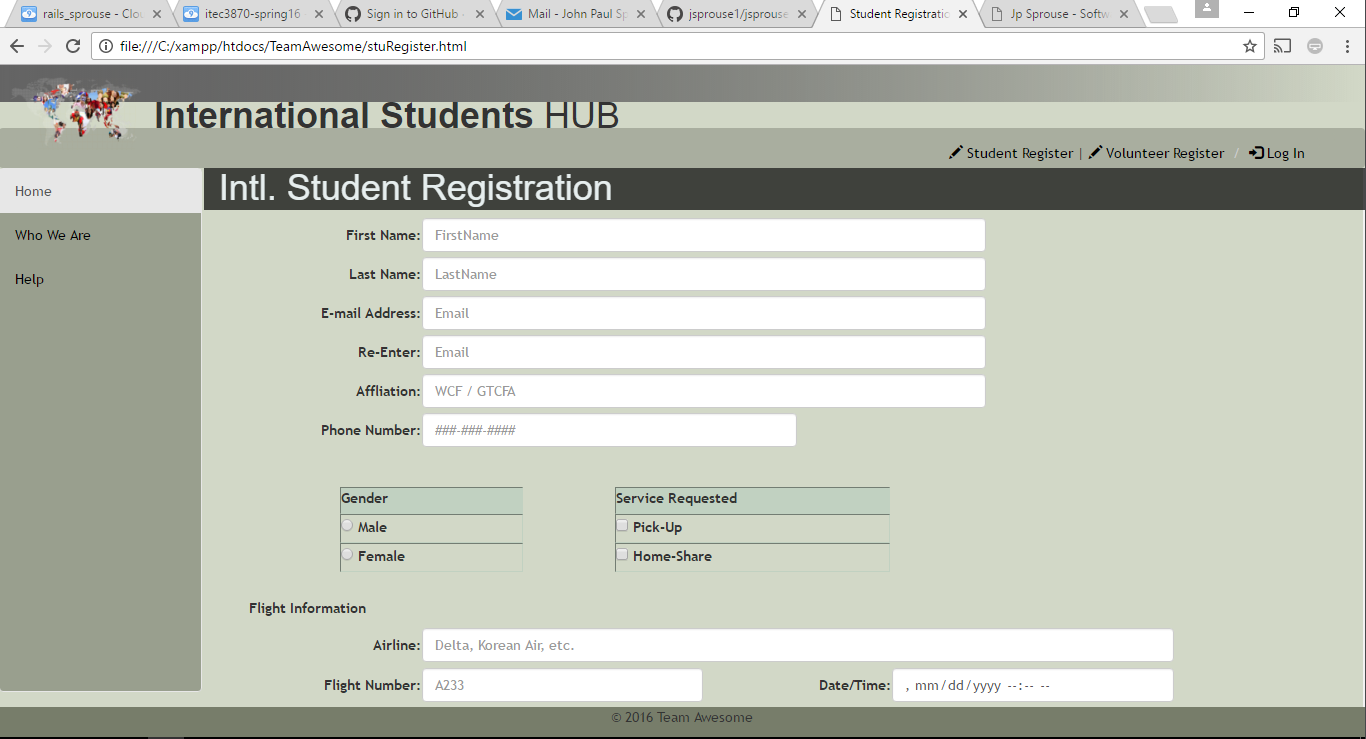 rails_sprouse - Clou
itec3870-spring16
Sign in to GitHub
Mail - John Paul Sp
jsprouse1/jsprouse
Student Registratio
Jp Sprouse - Softw
file:///C:/xampp/htdocs/TeamAwesome/stuRegister.html
International Students HUB
Student Register | Volunteer Register / Log In
Home
Who We Are
Help
Intl. Student Registration
First Name: FirstName
Last Name: LastName
E-mail Address: Email
Re-Enter: Email
Affliation: WCF / GTCFA
Phone Number: ###-###-####
Gender
Male
Female
Service Requested
Pick-Up
Home-Share
Flight Information
Airline: Delta, Korean Air, etc.
Flight Number: A233
Date/Time: , mm/dd/yyyy --:-- --
© 2016 Team Awesome